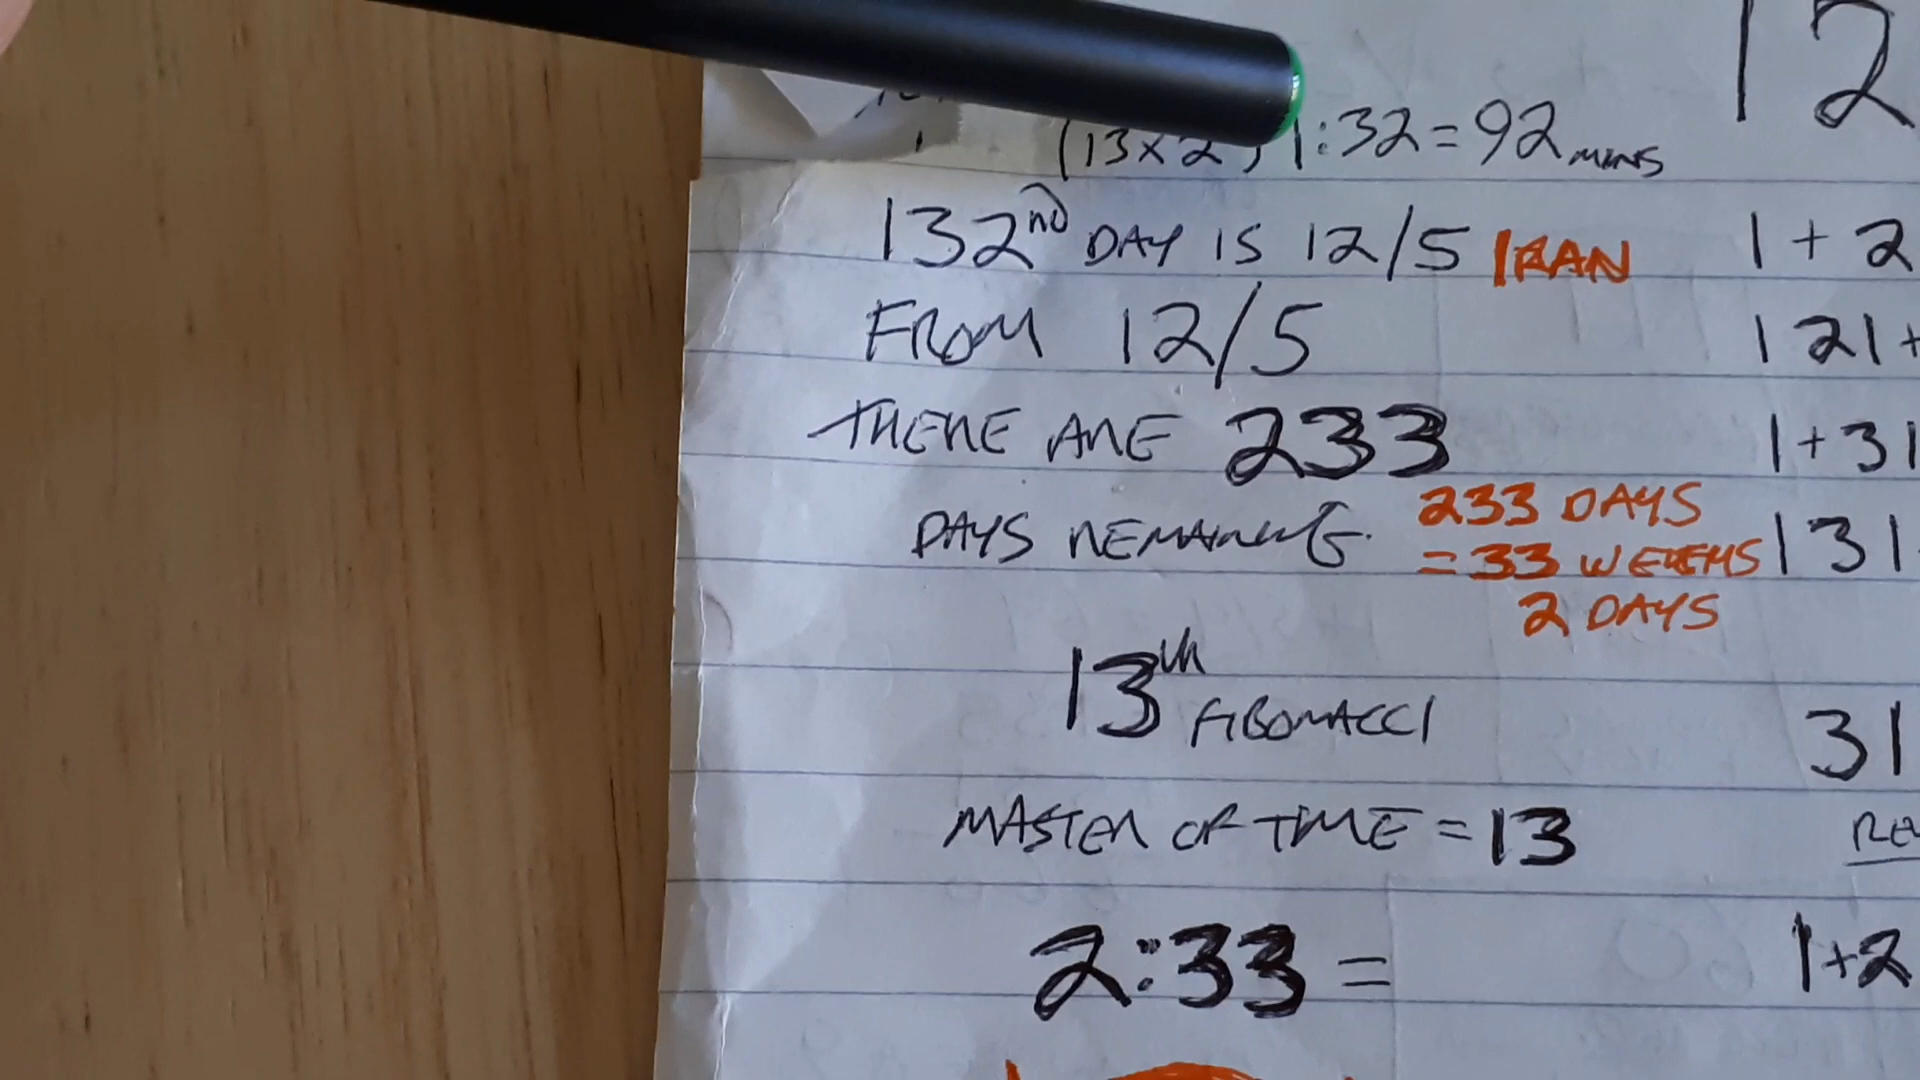 12
(13x2) 1:32=92 MINS
132nd DAY IS 12/5 IRAN
1+2
FROM 12/5
121+
THERE ARE 233
1+31
DAYS REMAINING.
233 DAYS
= 33 WEEKS
2 DAYS
131
13th FIBONACCI
31
MASTER OF TIME = 13
RE
2:33 =
1+2